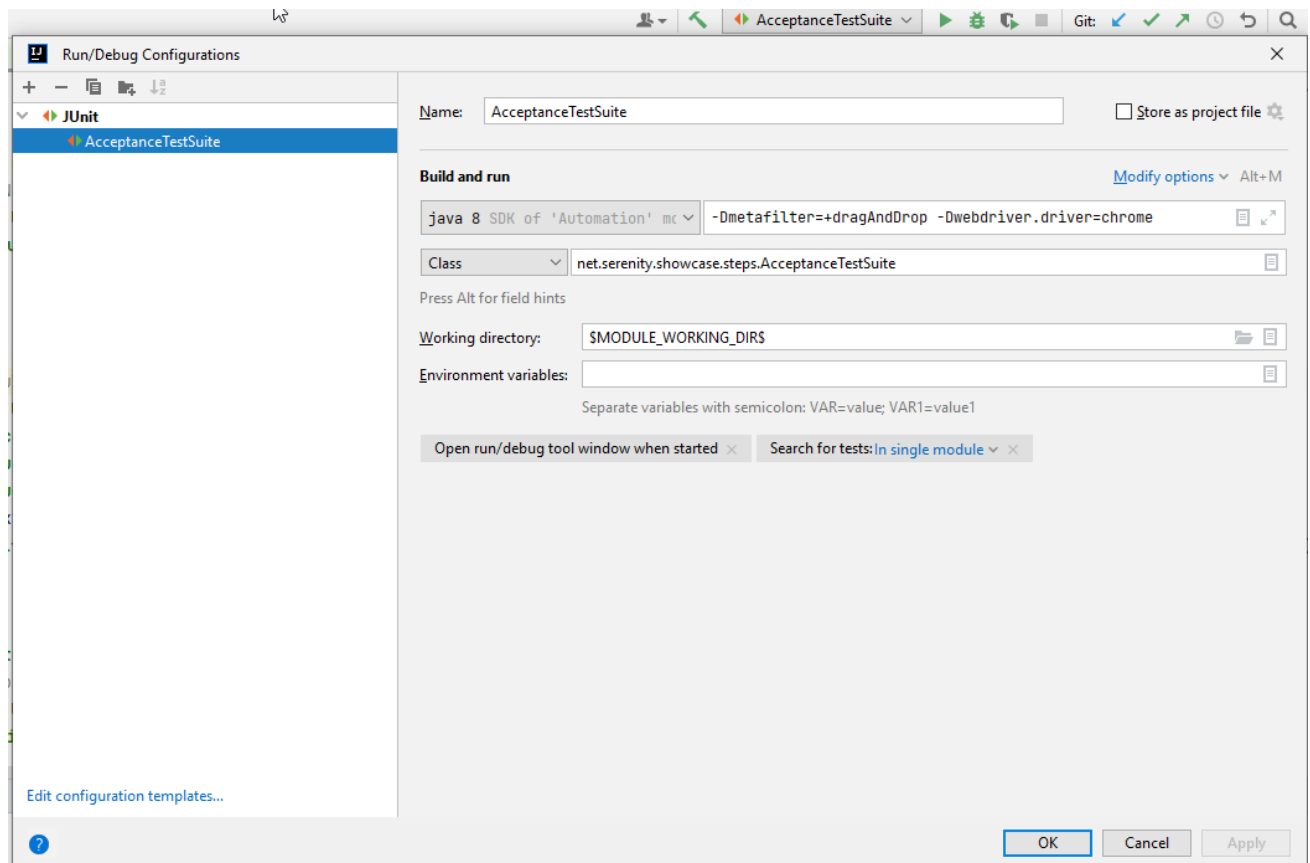 AcceptanceTestSuite Git:
Run/Debug Configurations
JUnit
AcceptanceTestSuite
Name: AcceptanceTestSuite Store as project file
Build and run Modify options Alt+M
java 8 SDK of 'Automation' mc -Dmetafilter=+dragAndDrop -Dwebdriver.driver=chrome
Class net.serenity.showcase.steps.AcceptanceTestSuite
Press Alt for field hints
Working directory: $MODULE_WORKING_DIR$
Environment variables:
Separate variables with semicolon: VAR=value; VAR1=value1
Open run/debug tool window when started × Search for tests: In single module ×
Edit configuration templates...
? OK Cancel Apply